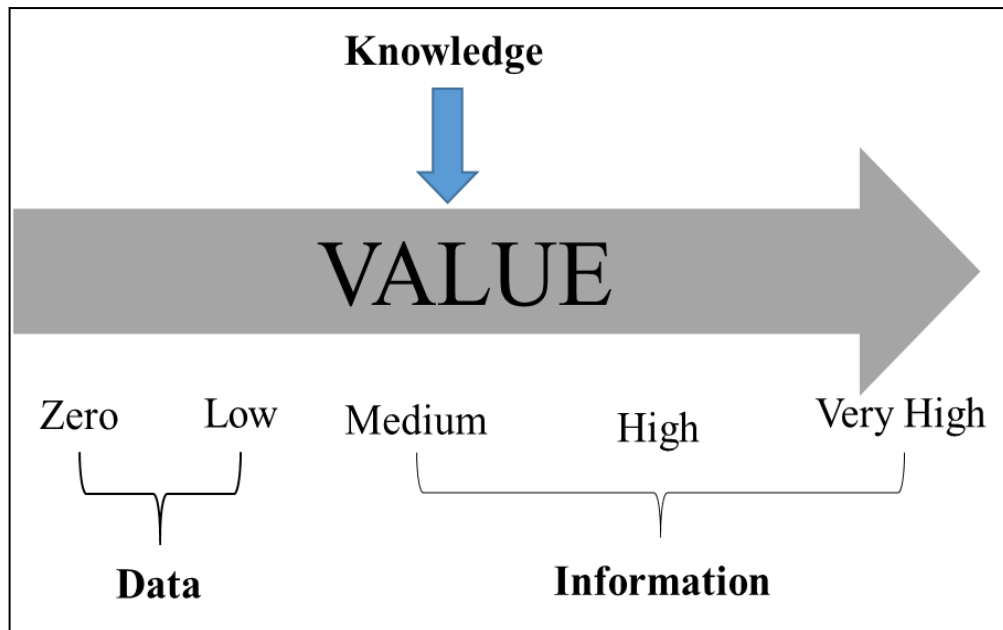 Knowledge
VALUE
Zero Low Medium High Very High
Data Information